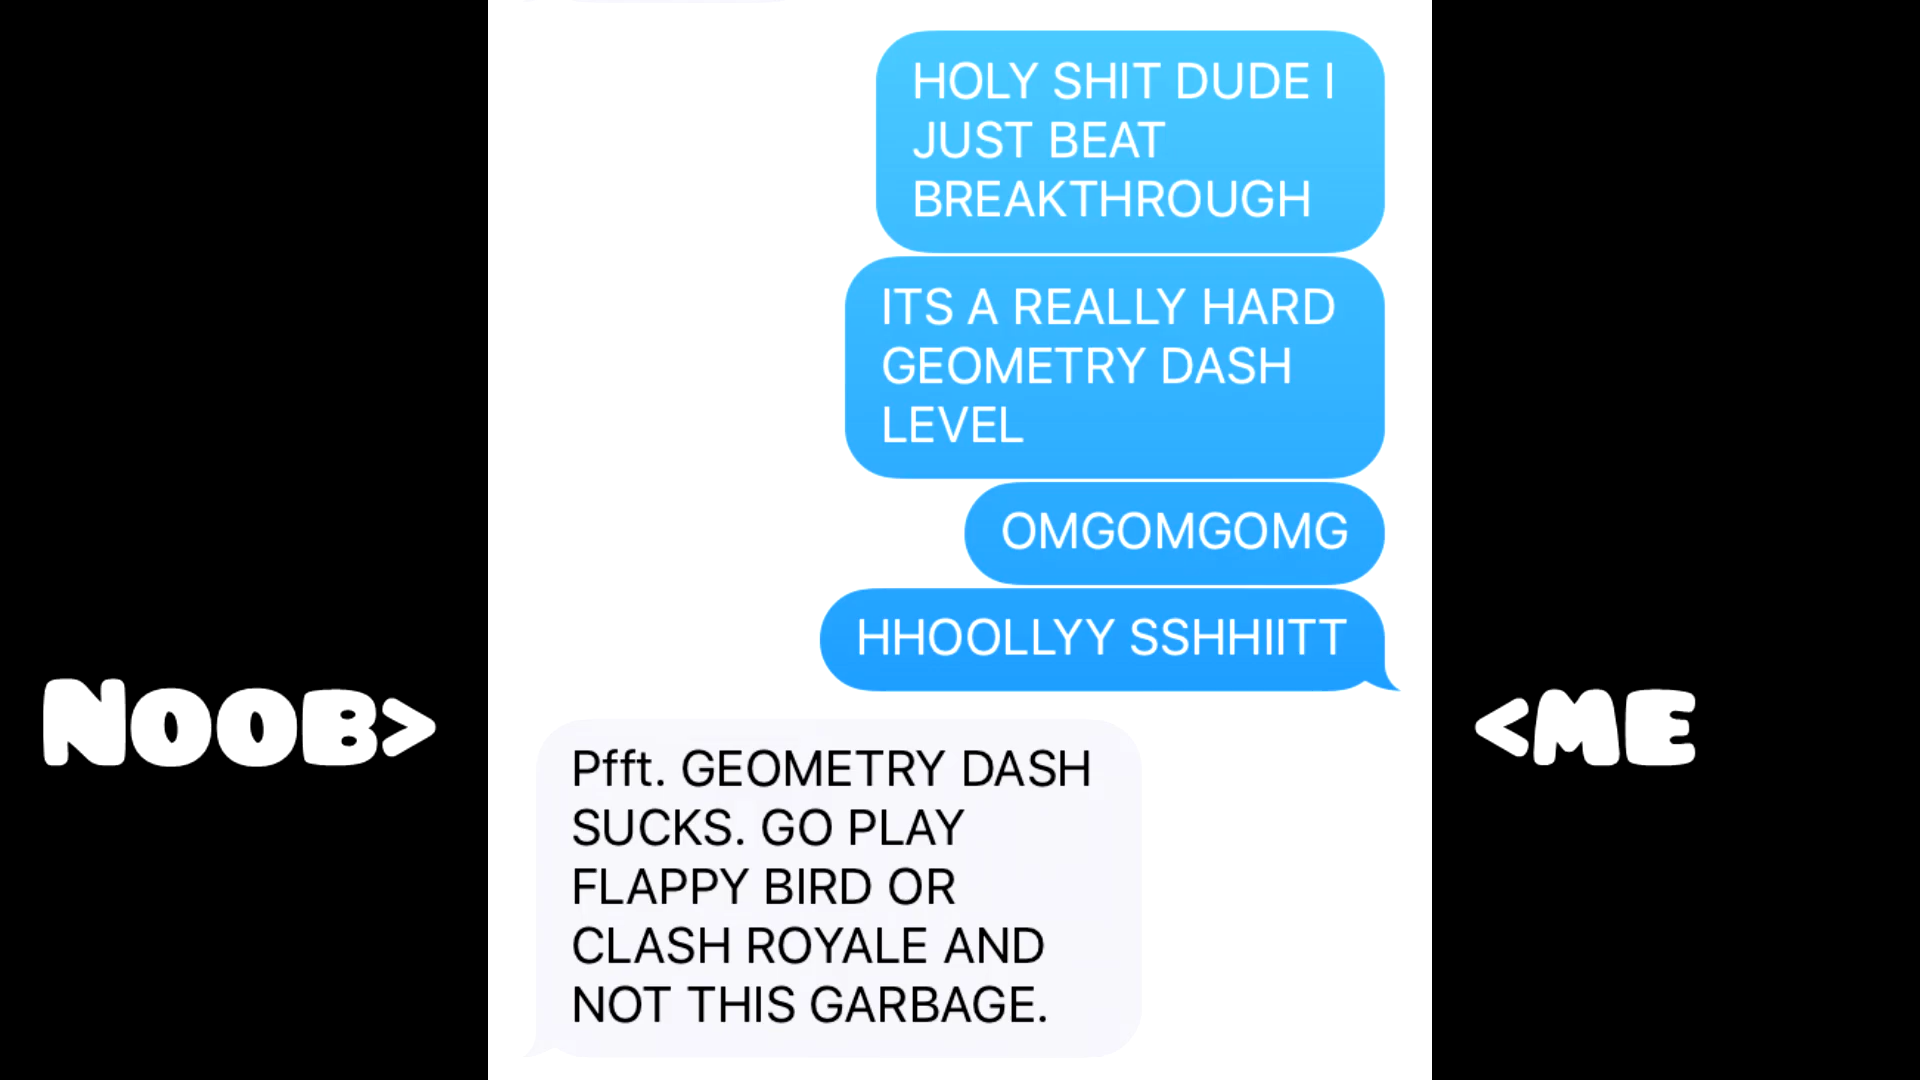 HOLY SHIT DUDE I
JUST BEAT
BREAKTHROUGH
ITS A REALLY HARD
GEOMETRY DASH
LEVEL
OMGOMGOMG
HHOOLLYY SSHHIITT
NOOB>
<ME
Pfft. GEOMETRY DASH
SUCKS. GO PLAY
FLAPPY BIRD OR
CLASH ROYALE AND
NOT THIS GARBAGE.